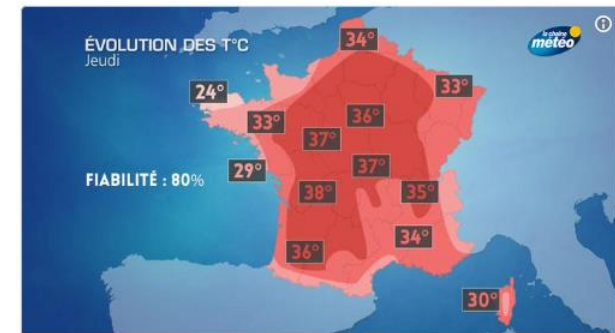 ÉVOLUTION DES T°C
Jeudi
la chaîne
météo
34°
24°
33°
33°
36°
37°
FIABILITÉ : 80%
29°
37°
38°
35°
34°
36°
30°